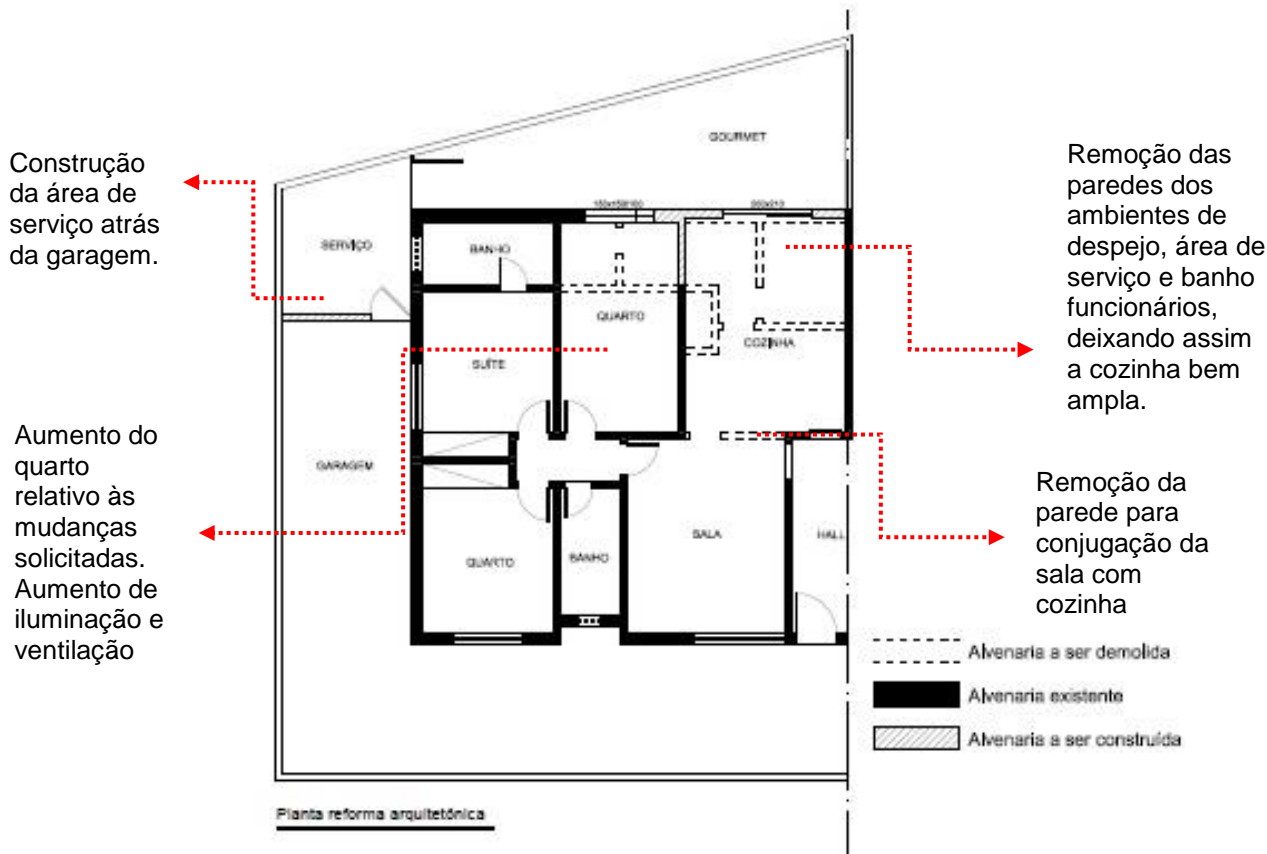 GOURMET
Construção
da área de
serviço atrás
da garagem.
Remoção das
paredes dos
ambientes de
despejo, área de
serviço e banho
funcionários,
deixando assim
a cozinha bem
ampla.
SERVIÇO
BANHO
QUARTO
COZINHA
SUÍTE
Aumento do
quarto
relativo às
mudanças
solicitadas.
Aumento de
iluminação e
ventilação
GARAGEM
Remoção da
parede para
conjugação da
sala com
cozinha
QUARTO
BANHO
SALA
HALL
Alvenaria a ser demolida
Alvenaria existente
Alvenaria a ser construída
Planta reforma arquitetônica